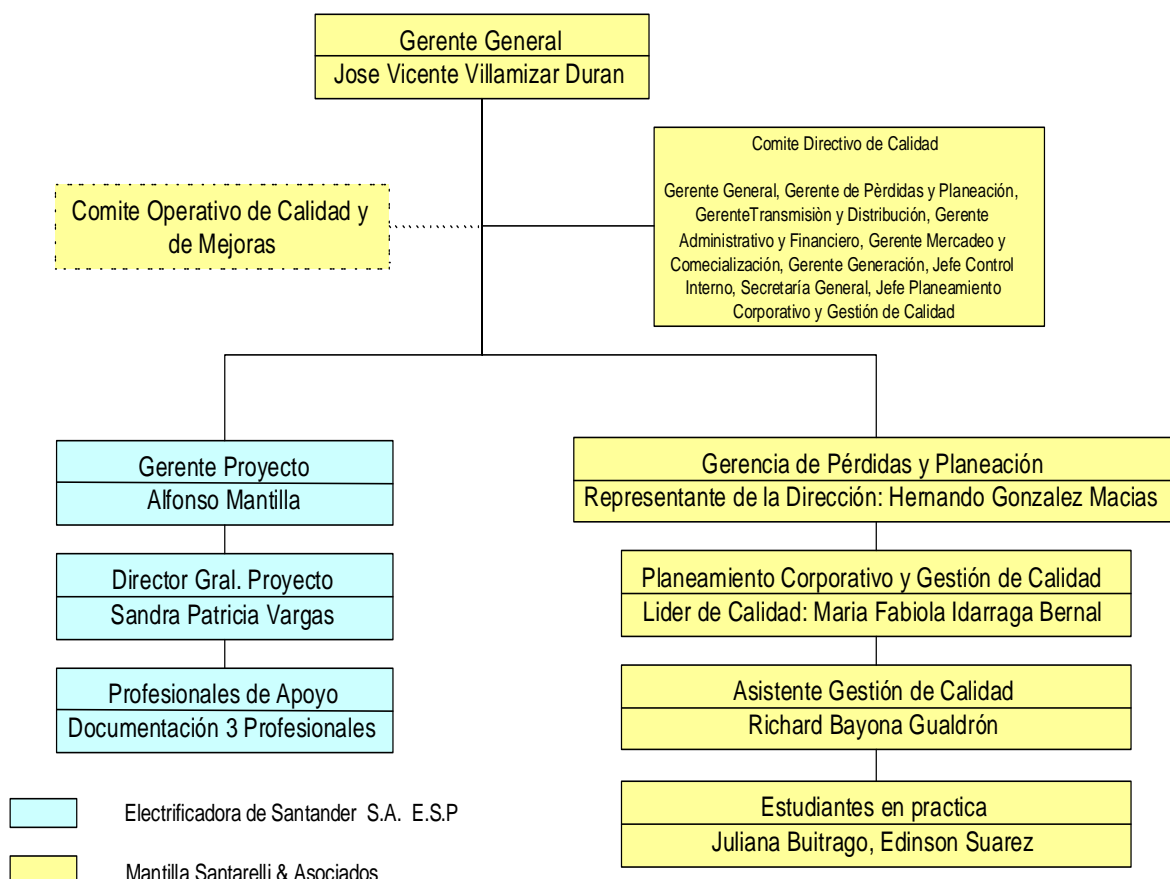 Gerente General
Jose Vicente Villamizar Duran
Comite Directivo de Calidad
Gerente General, Gerente de Pèrdidas y Planeación,
GerenteTransmisiòn y Distribución, Gerente
Administrativo y Financiero, Gerente Mercadeo y
Comecialización, Gerente Generación, Jefe Control
Interno, Secretaría General, Jefe Planeamiento
Corporativo y Gestión de Calidad
Comite Operativo de Calidad y
de Mejoras
Gerente Proyecto
Alfonso Mantilla
Director Gral. Proyecto
Sandra Patricia Vargas
Profesionales de Apoyo
Documentación 3 Profesionales
Gerencia de Pérdidas y Planeación
Representante de la Dirección: Hernando Gonzalez Macias
Planeamiento Corporativo y Gestión de Calidad
Lider de Calidad: Maria Fabiola Idarraga Bernal
Asistente Gestión de Calidad
Richard Bayona Gualdrón
Estudiantes en practica
Juliana Buitrago, Edinson Suarez
Electrificadora de Santander S.A. E.S.P
Mantilla Santarelli & Asociados